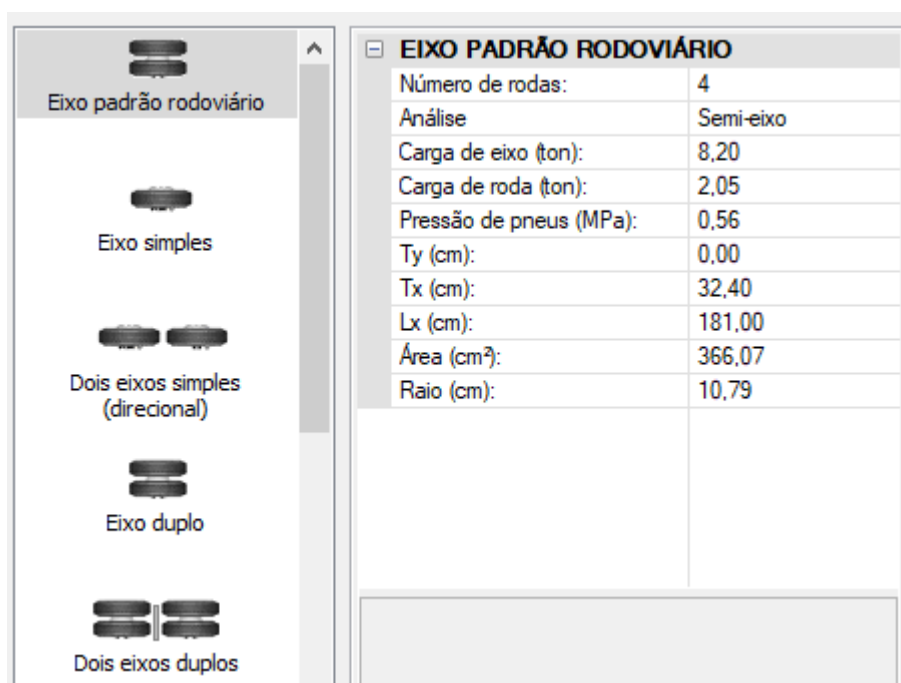 Eixo padrão rodoviário
Eixo simples
Dois eixos simples
(direcional)
Eixo duplo
Dois eixos duplos
EIXO PADRÃO RODOVIÁRIO
Número de rodas: 4
Análise Semi-eixo
Carga de eixo (ton): 8,20
Carga de roda (ton): 2,05
Pressão de pneus (MPa): 0,56
Ty (cm): 0,00
Tx (cm): 32,40
Lx (cm): 181,00
Área (cm²): 366,07
Raio (cm): 10,79